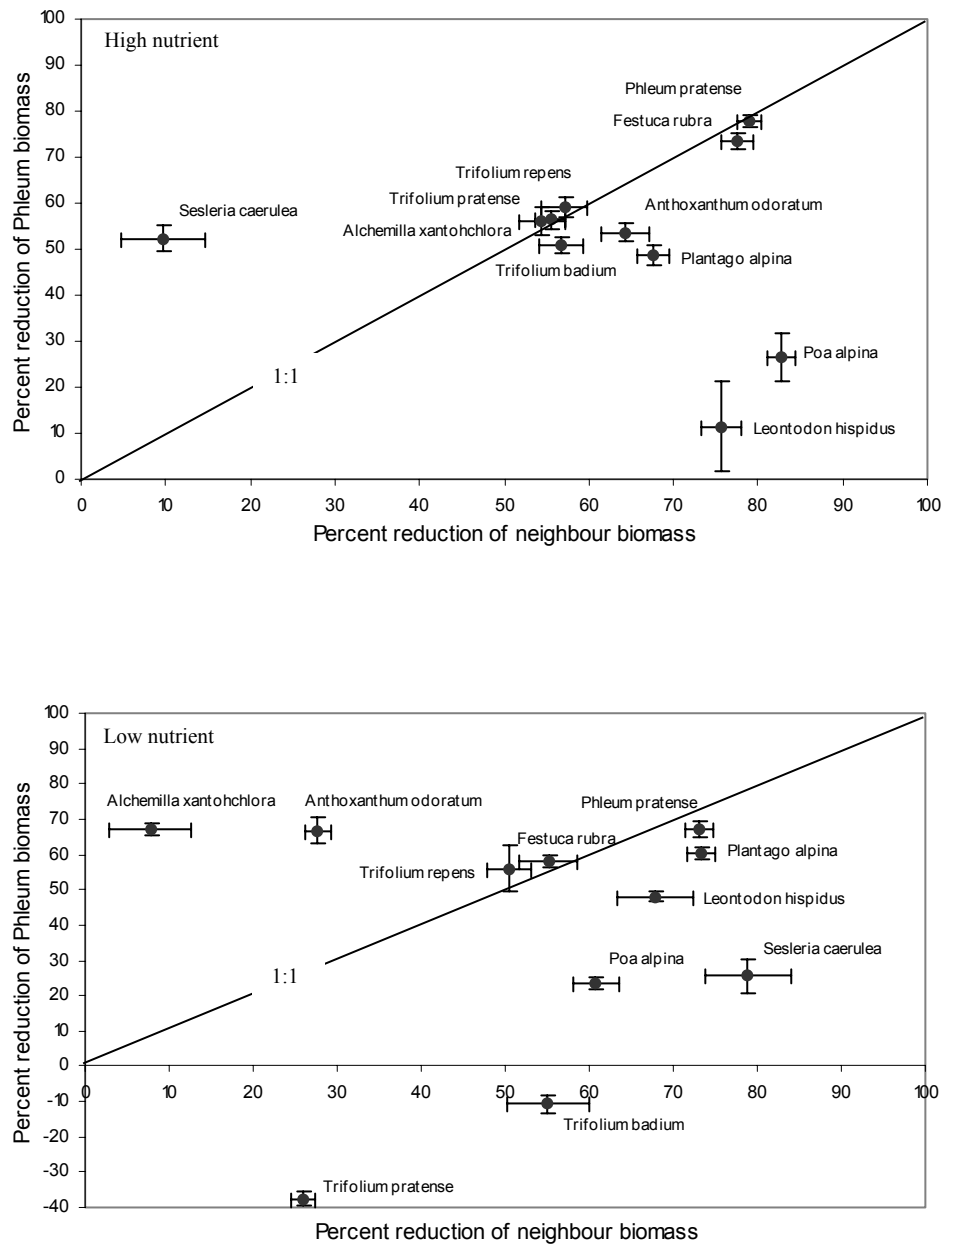 100
High nutrient
90
Phleum pratense
80
Festuca rubra
70
Trifolium repens
60
Trifolium pratense
Anthoxanthum odoratum
Sesleria caerulea
Alchemilla xantohchlora
50
Plantago alpina
Trifolium badium
40
30
Poa alpina
1:1
20
Leontodon hispidus
10
0
0 10 20 30 40 50 60 70 80 90 100
Percent reduction of neighbour biomass
Percent reduction of Phleum biomass
100
Low nutrient
90
80
Alchemilla xantohchlora
Anthoxanthum odoratum
Phleum pratense
70
Festuca rubra
Plantago alpina
60
Trifolium repens
50
Leontodon hispidus
40
Sesleria caerulea
Poa alpina
30
1:1
20
10
0
0 10 20 30 40 50 60 70 80 90 100
-10
Trifolium badium
-20
-30
Trifolium pratense
-40
Percent reduction of neighbour biomass
Percent reduction of Phleum biomass